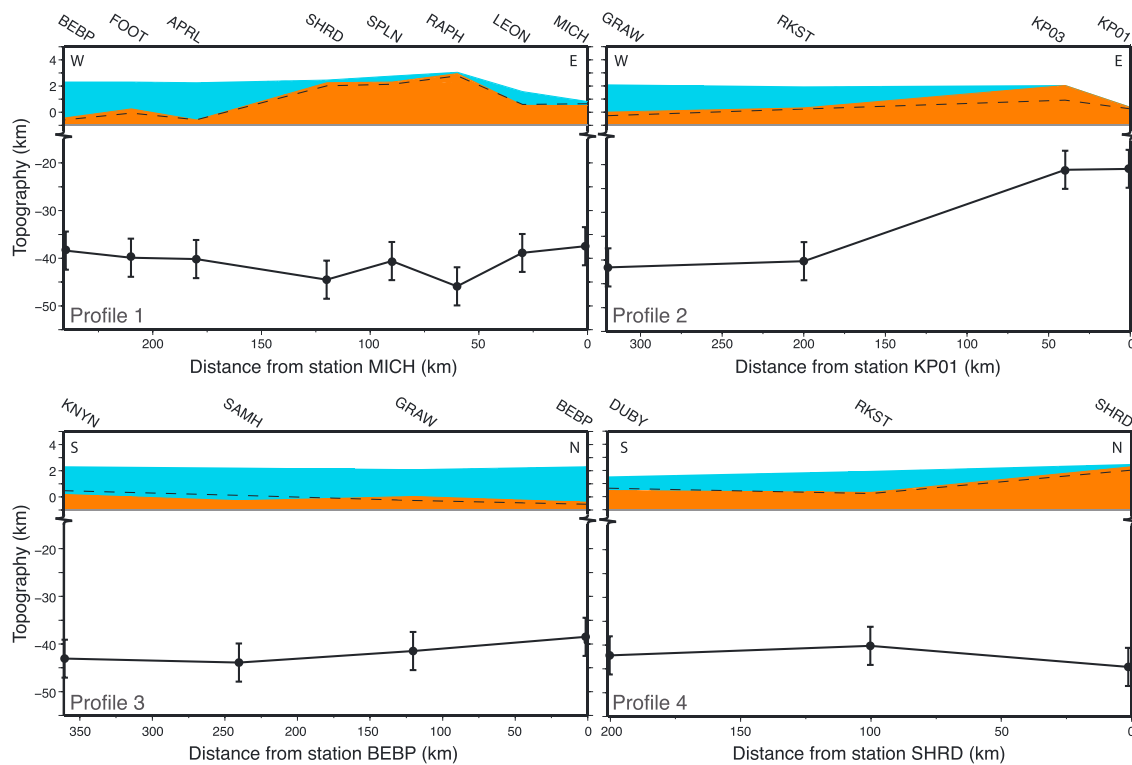 BEBP FOOT APRL SHRD SPLN RAPH LEON MICH
GRAW RKST KP03 KP01
W E
W E
4
2
0
−20
−30
−40
−50
Topography (km)
Profile 1
Profile 2
200 150 100 50 0
300 250 200 150 100 50 0
Distance from station MICH (km)
Distance from station KP01 (km)
KNYN SAMH GRAW BEBP
DUBY RKST SHRD
S N
S N
4
2
0
−20
−30
−40
−50
Topography (km)
Profile 3
Profile 4
350 300 250 200 150 100 50 0
200 150 100 50 0
Distance from station BEBP (km)
Distance from station SHRD (km)